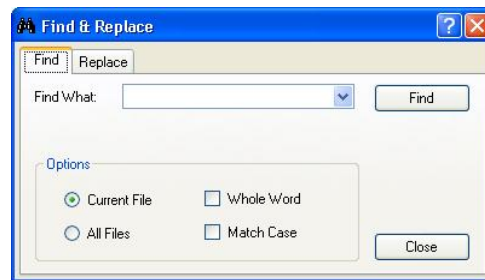 Find & Replace
Find Replace
Find What: Find
Options
Current File Whole Word
All Files Match Case
Close